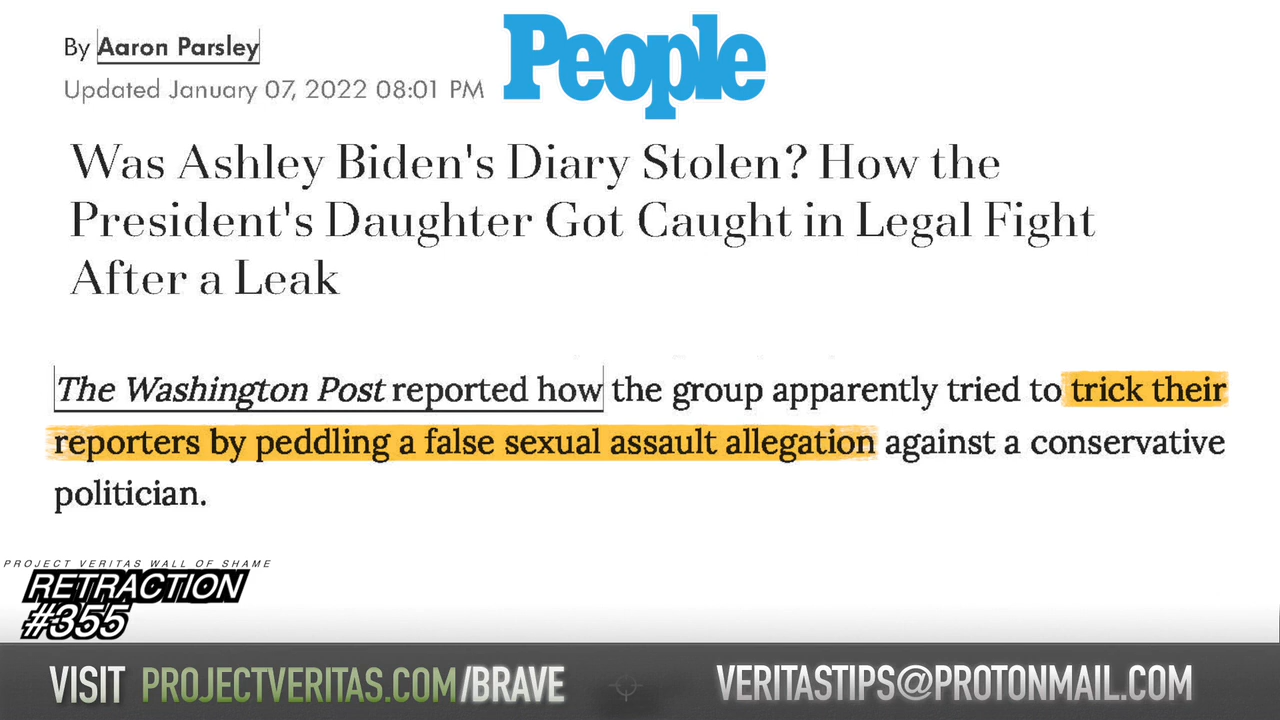 By Aaron Parsley
Updated January 07, 2022 08:01 PM
People
Was Ashley Biden's Diary Stolen? How the
President's Daughter Got Caught in Legal Fight
After a Leak
The Washington Post reported how the group apparently tried to trick their
reporters by peddling a false sexual assault allegation against a conservative
politician.
PROJECT VERITAS WALL OF SHAME
RETRACTION
#355
VISIT PROJECTVERITAS.COM/BRAVE
VERITASTIPS@PROTONMAIL.COM